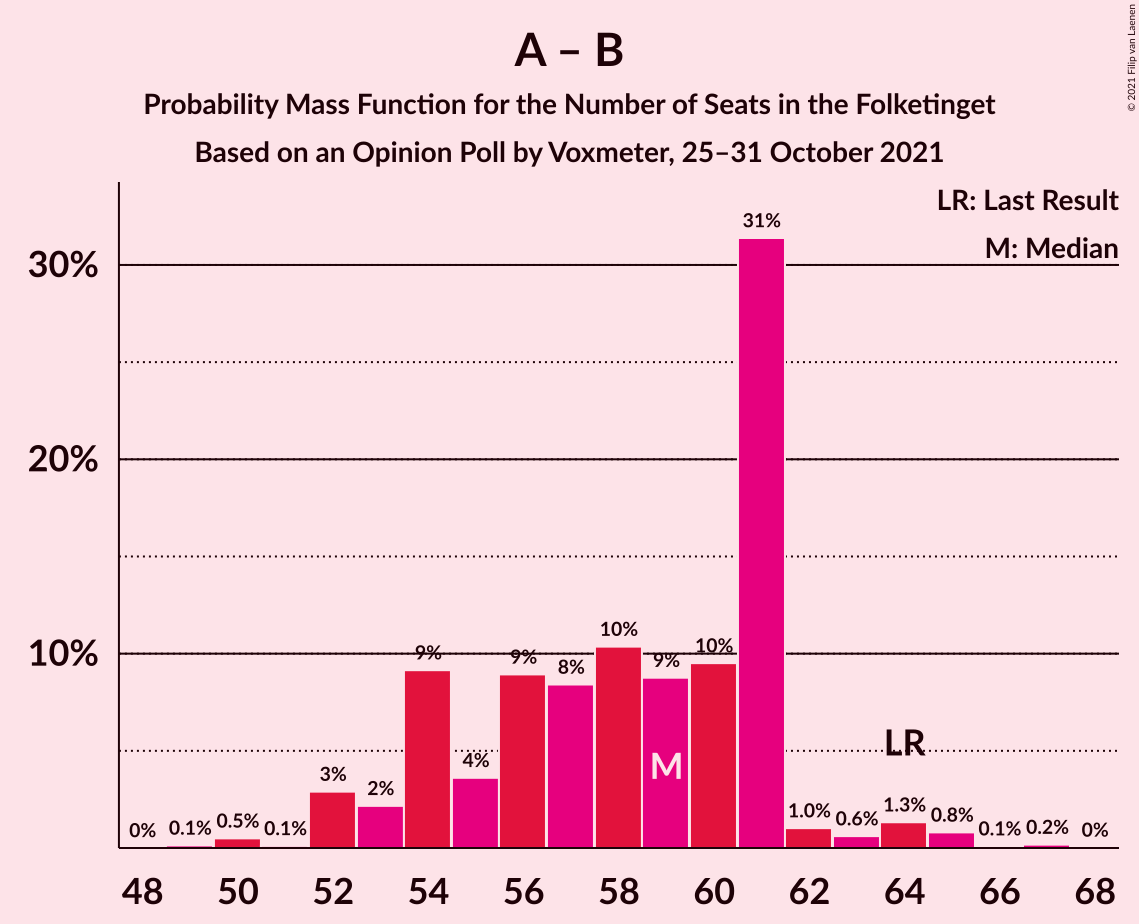 A – B
Probability Mass Function for the Number of Seats in the Folketinget
Based on an Opinion Poll by Voxmeter, 25–31 October 2021
© 2021 Filip van Laenen
LR: Last Result
M: Median
30%
20%
10%
0% 0.1% 0.5% 0.1% 3% 2% 9% 4% 9% 8% 10% 9% 10% 31% 1.0% 0.6% 1.3% 0.8% 0.1% 0.2% 0%
M
LR
48 50 52 54 56 58 60 62 64 66 68